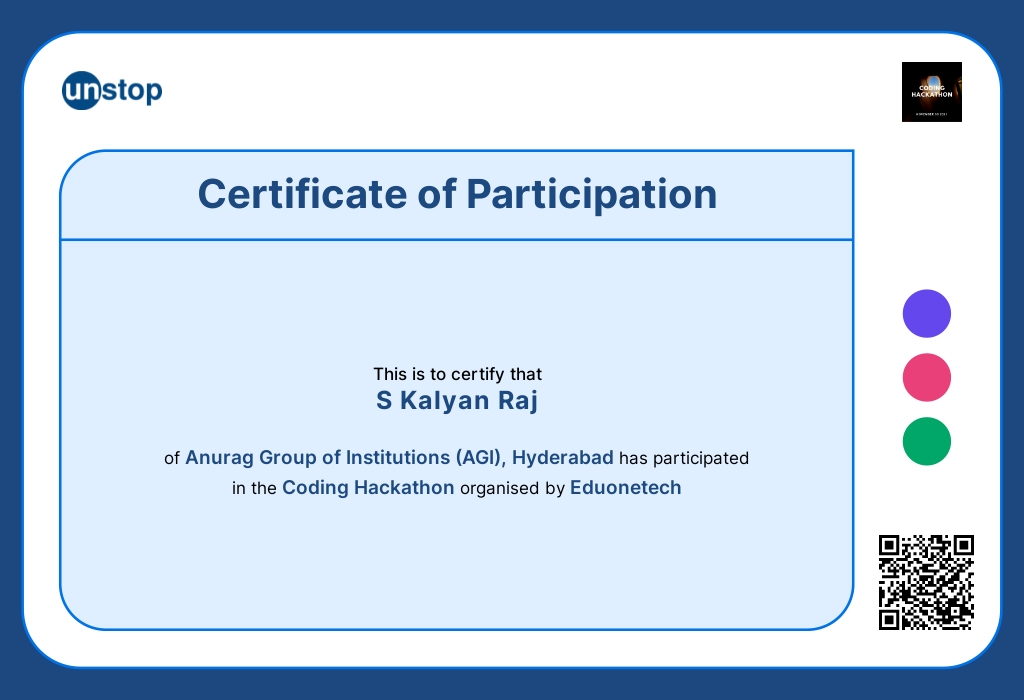 unstop
CODING
HACKATHON
Certificate of Participation
This is to certify that
S Kalyan Raj
of Anurag Group of Institutions (AGI), Hyderabad has participated
in the Coding Hackathon organised by Eduonetech